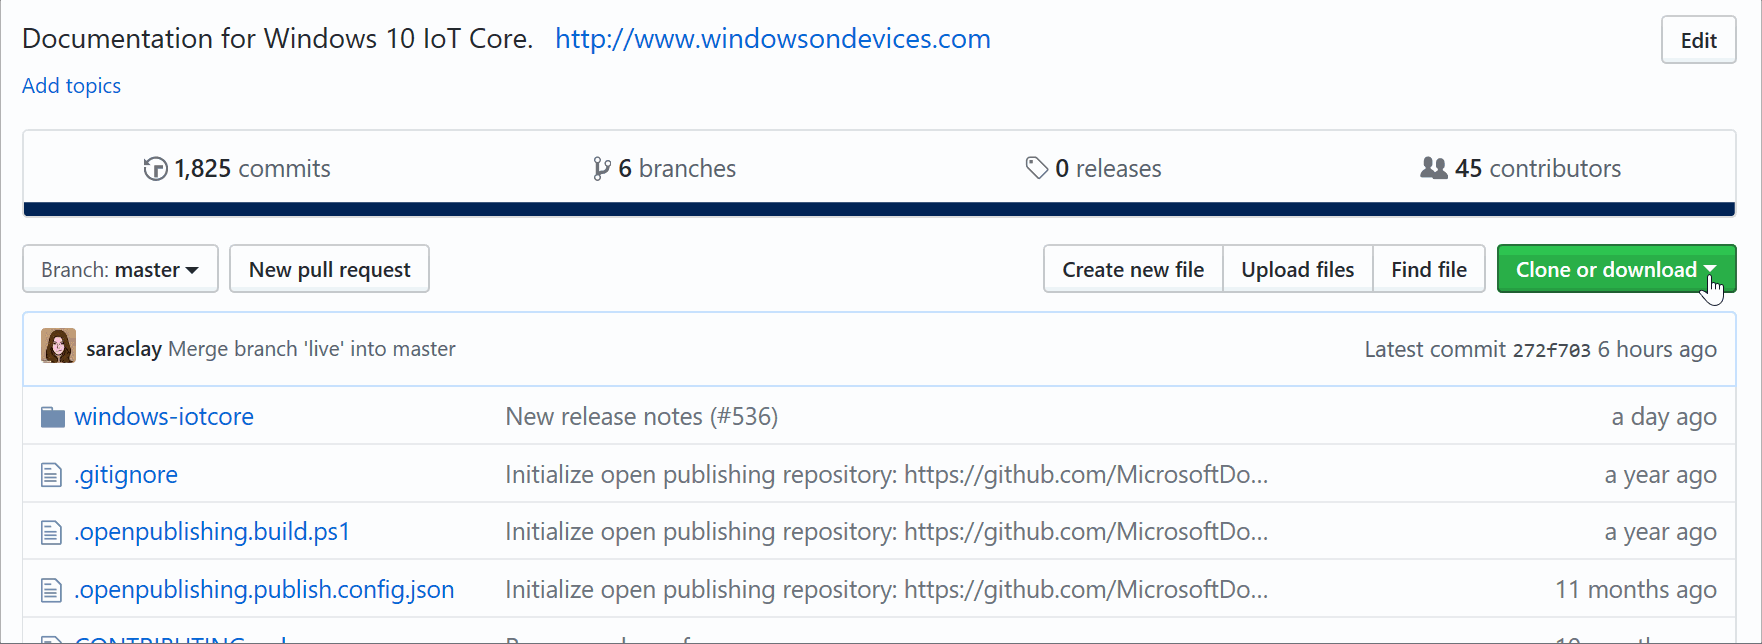 Documentation for Windows 10 IoT Core. http://www.windowsondevices.com
Edit
Add topics
1,825 commits
6 branches
0 releases
45 contributors
Branch: master
New pull request
Create new file
Upload files
Find file
Clone or download
saraclay Merge branch 'live' into master
Latest commit 272f703 6 hours ago
windows-iotcore New release notes (#536) a day ago
.gitignore Initialize open publishing repository: https://github.com/MicrosoftDo... a year ago
.openpublishing.build.ps1 Initialize open publishing repository: https://github.com/MicrosoftDo... a year ago
.openpublishing.publish.config.json Initialize open publishing repository: https://github.com/MicrosoftDo... 11 months ago